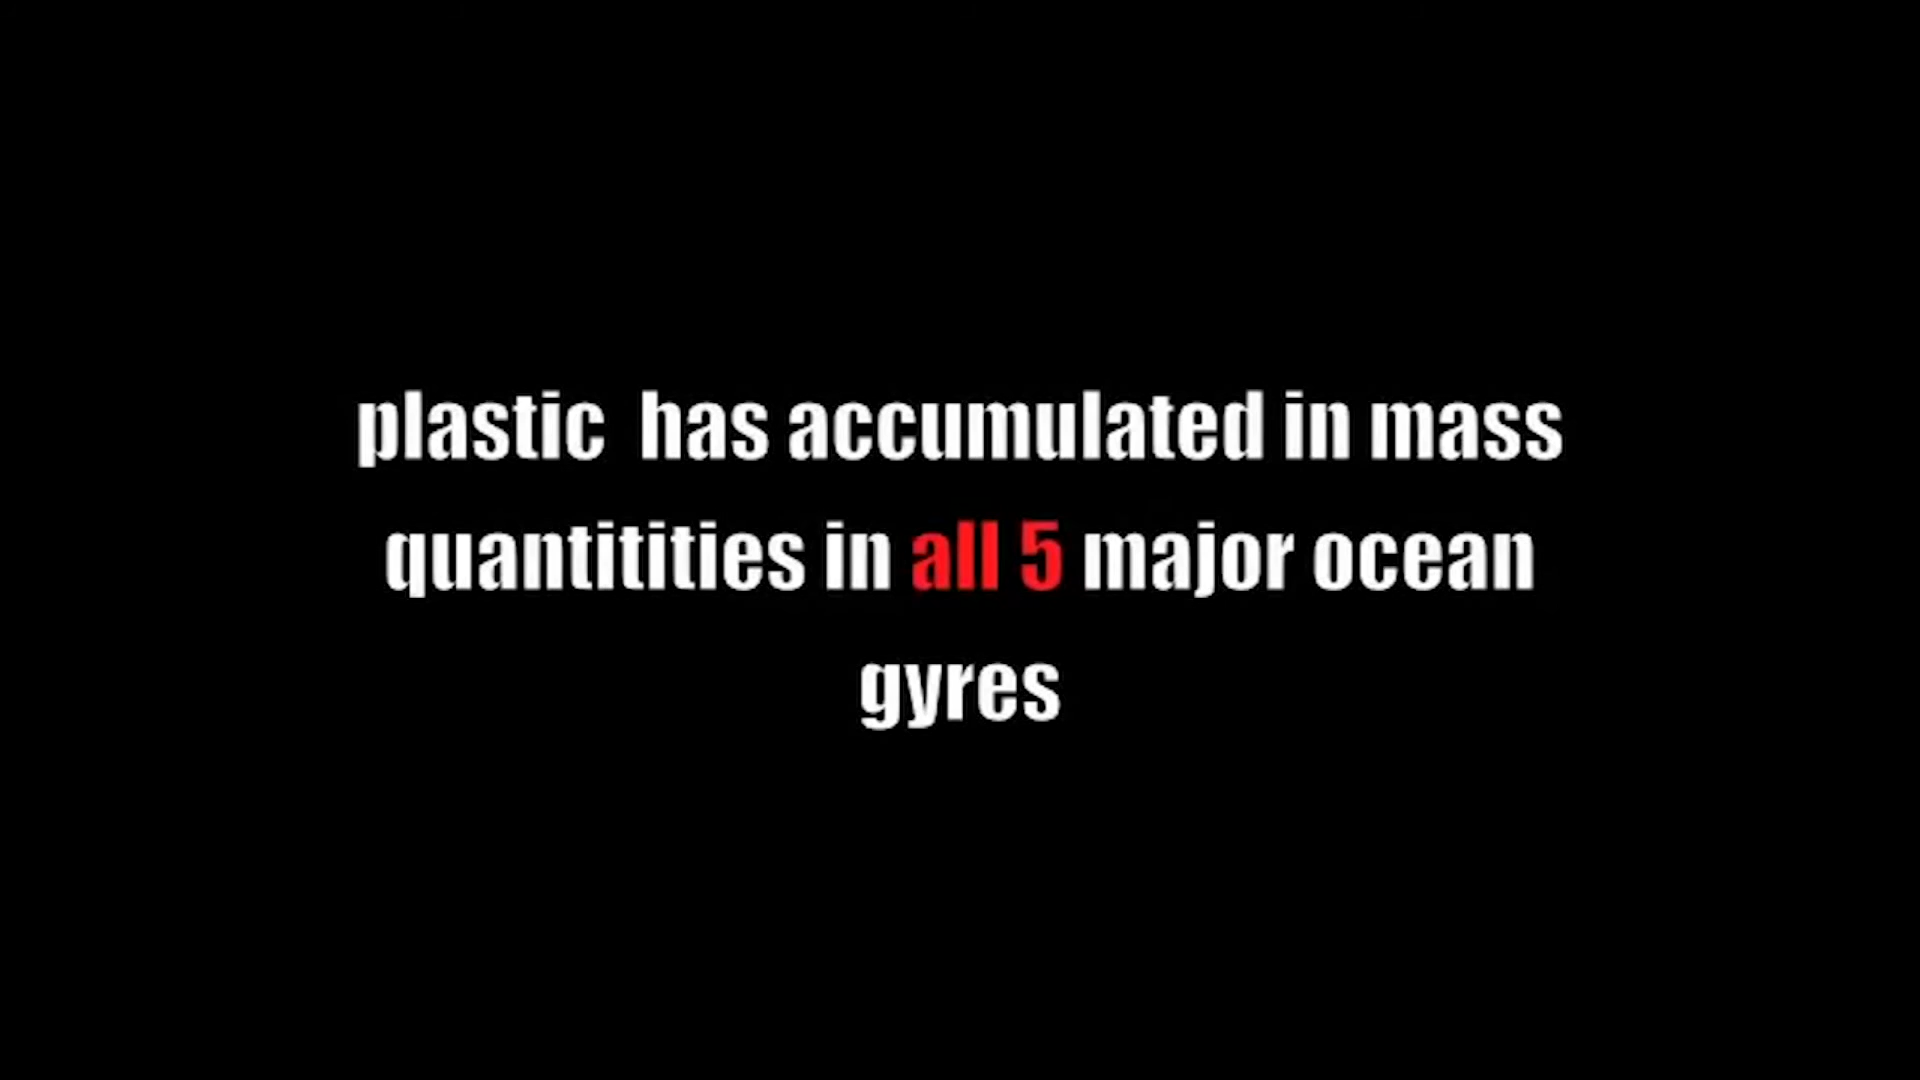 plastic  has accumulated in mass
quantitities in all 5 major ocean
gyres